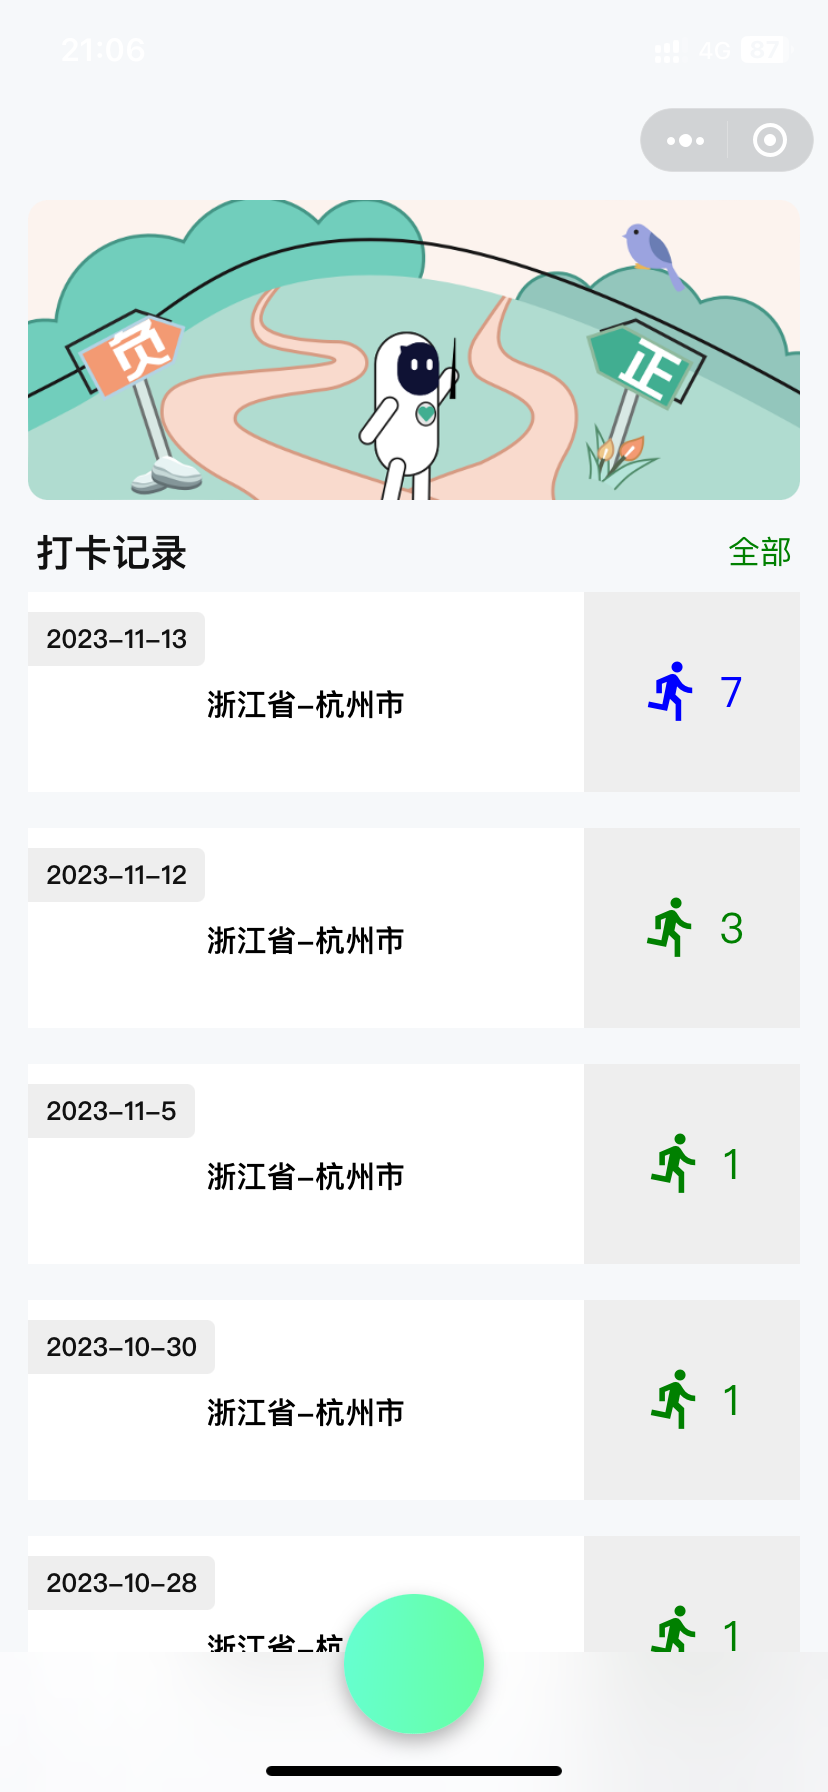 21:06
4G 87
负
正
打卡记录 全部
2023-11-13
浙江省-杭州市
7
2023-11-12
浙江省-杭州市
3
2023-11-5
浙江省-杭州市
1
2023-10-30
浙江省-杭州市
1
2023-10-28
浙江省-杭
1